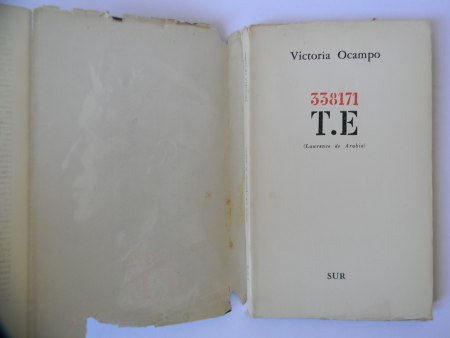 Victoria Ocampo
338171
T.E
(Lawrence de Arabia)
SUR